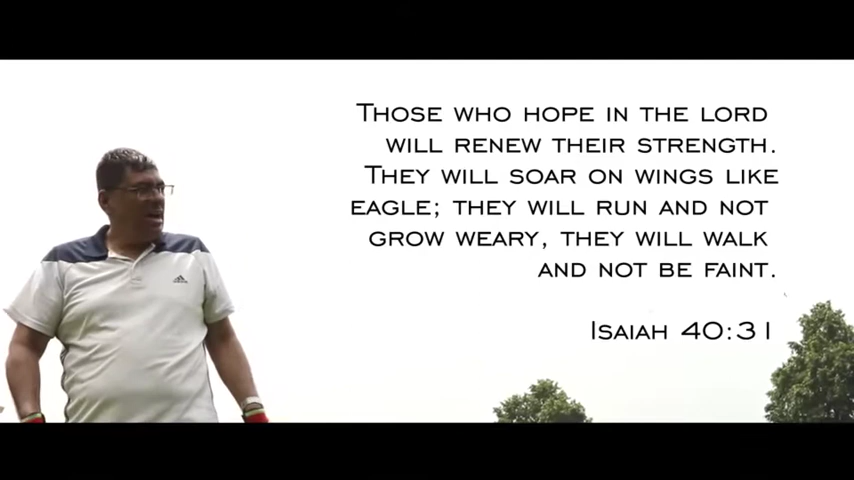 Those who hope in the Lord
will renew their strength.
They will soar on wings like
eagle; they will run and not
grow weary, they will walk
and not be faint.
Isaiah 40:31